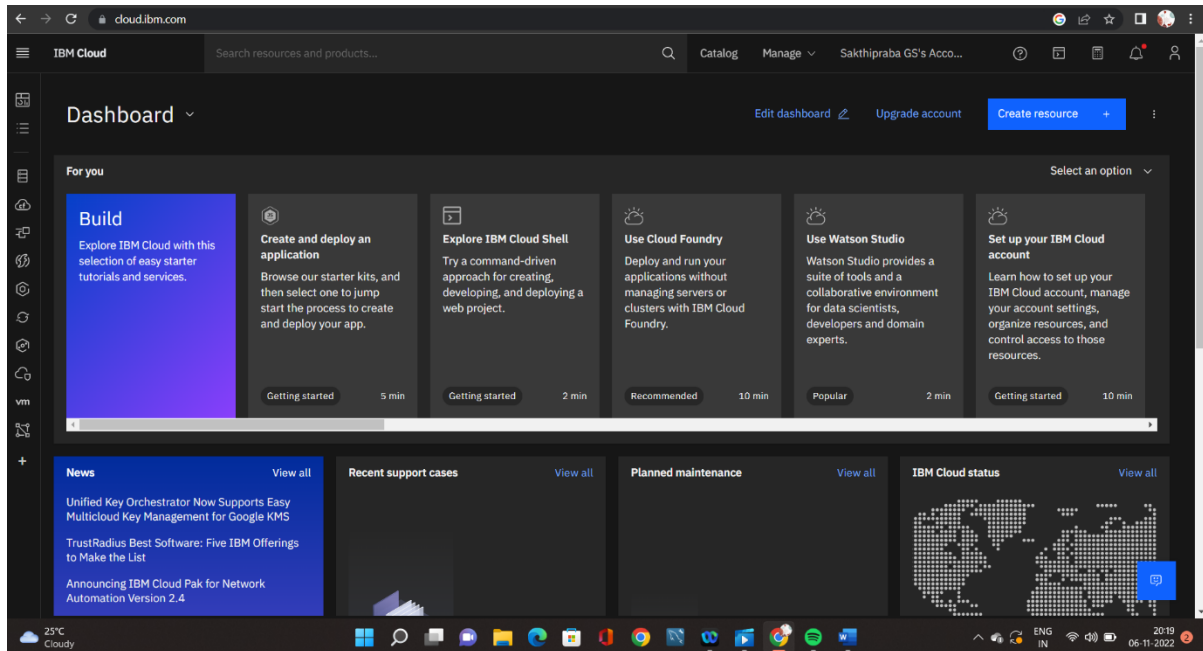 cloud.ibm.com
IBM Cloud
Search resources and products...
Catalog
Manage
Sakthipraba GS's Acco...
Dashboard
Edit dashboard
Upgrade account
Create resource +
For you
Select an option
Build
Explore IBM Cloud with this
selection of easy starter
tutorials and services.
Create and deploy an
application
Browse our starter kits, and
then select one to jump
start the process to create
and deploy your app.
Getting started
5 min
Explore IBM Cloud Shell
Try a command-driven
approach for creating,
developing, and deploying a
web project.
Getting started
2 min
Use Cloud Foundry
Deploy and run your
applications without
managing servers or
clusters with IBM Cloud
Foundry.
Recommended
10 min
Use Watson Studio
Watson Studio provides a
suite of tools and a
collaborative environment
for data scientists,
developers and domain
experts.
Popular
2 min
Set up your IBM Cloud
account
Learn how to set up your
IBM Cloud account, manage
your account settings,
organize resources, and
control access to those
resources.
Getting started
10 min
vm
News
View all
Unified Key Orchestrator Now Supports Easy
Multicloud Key Management for Google KMS
TrustRadius Best Software: Five IBM Offerings
to Make the List
Announcing IBM Cloud Pak for Network
Automation Version 2.4
Recent support cases
View all
Planned maintenance
View all
IBM Cloud status
View all
25°C
Cloudy
ENG
IN
20:19
06-11-2022
2